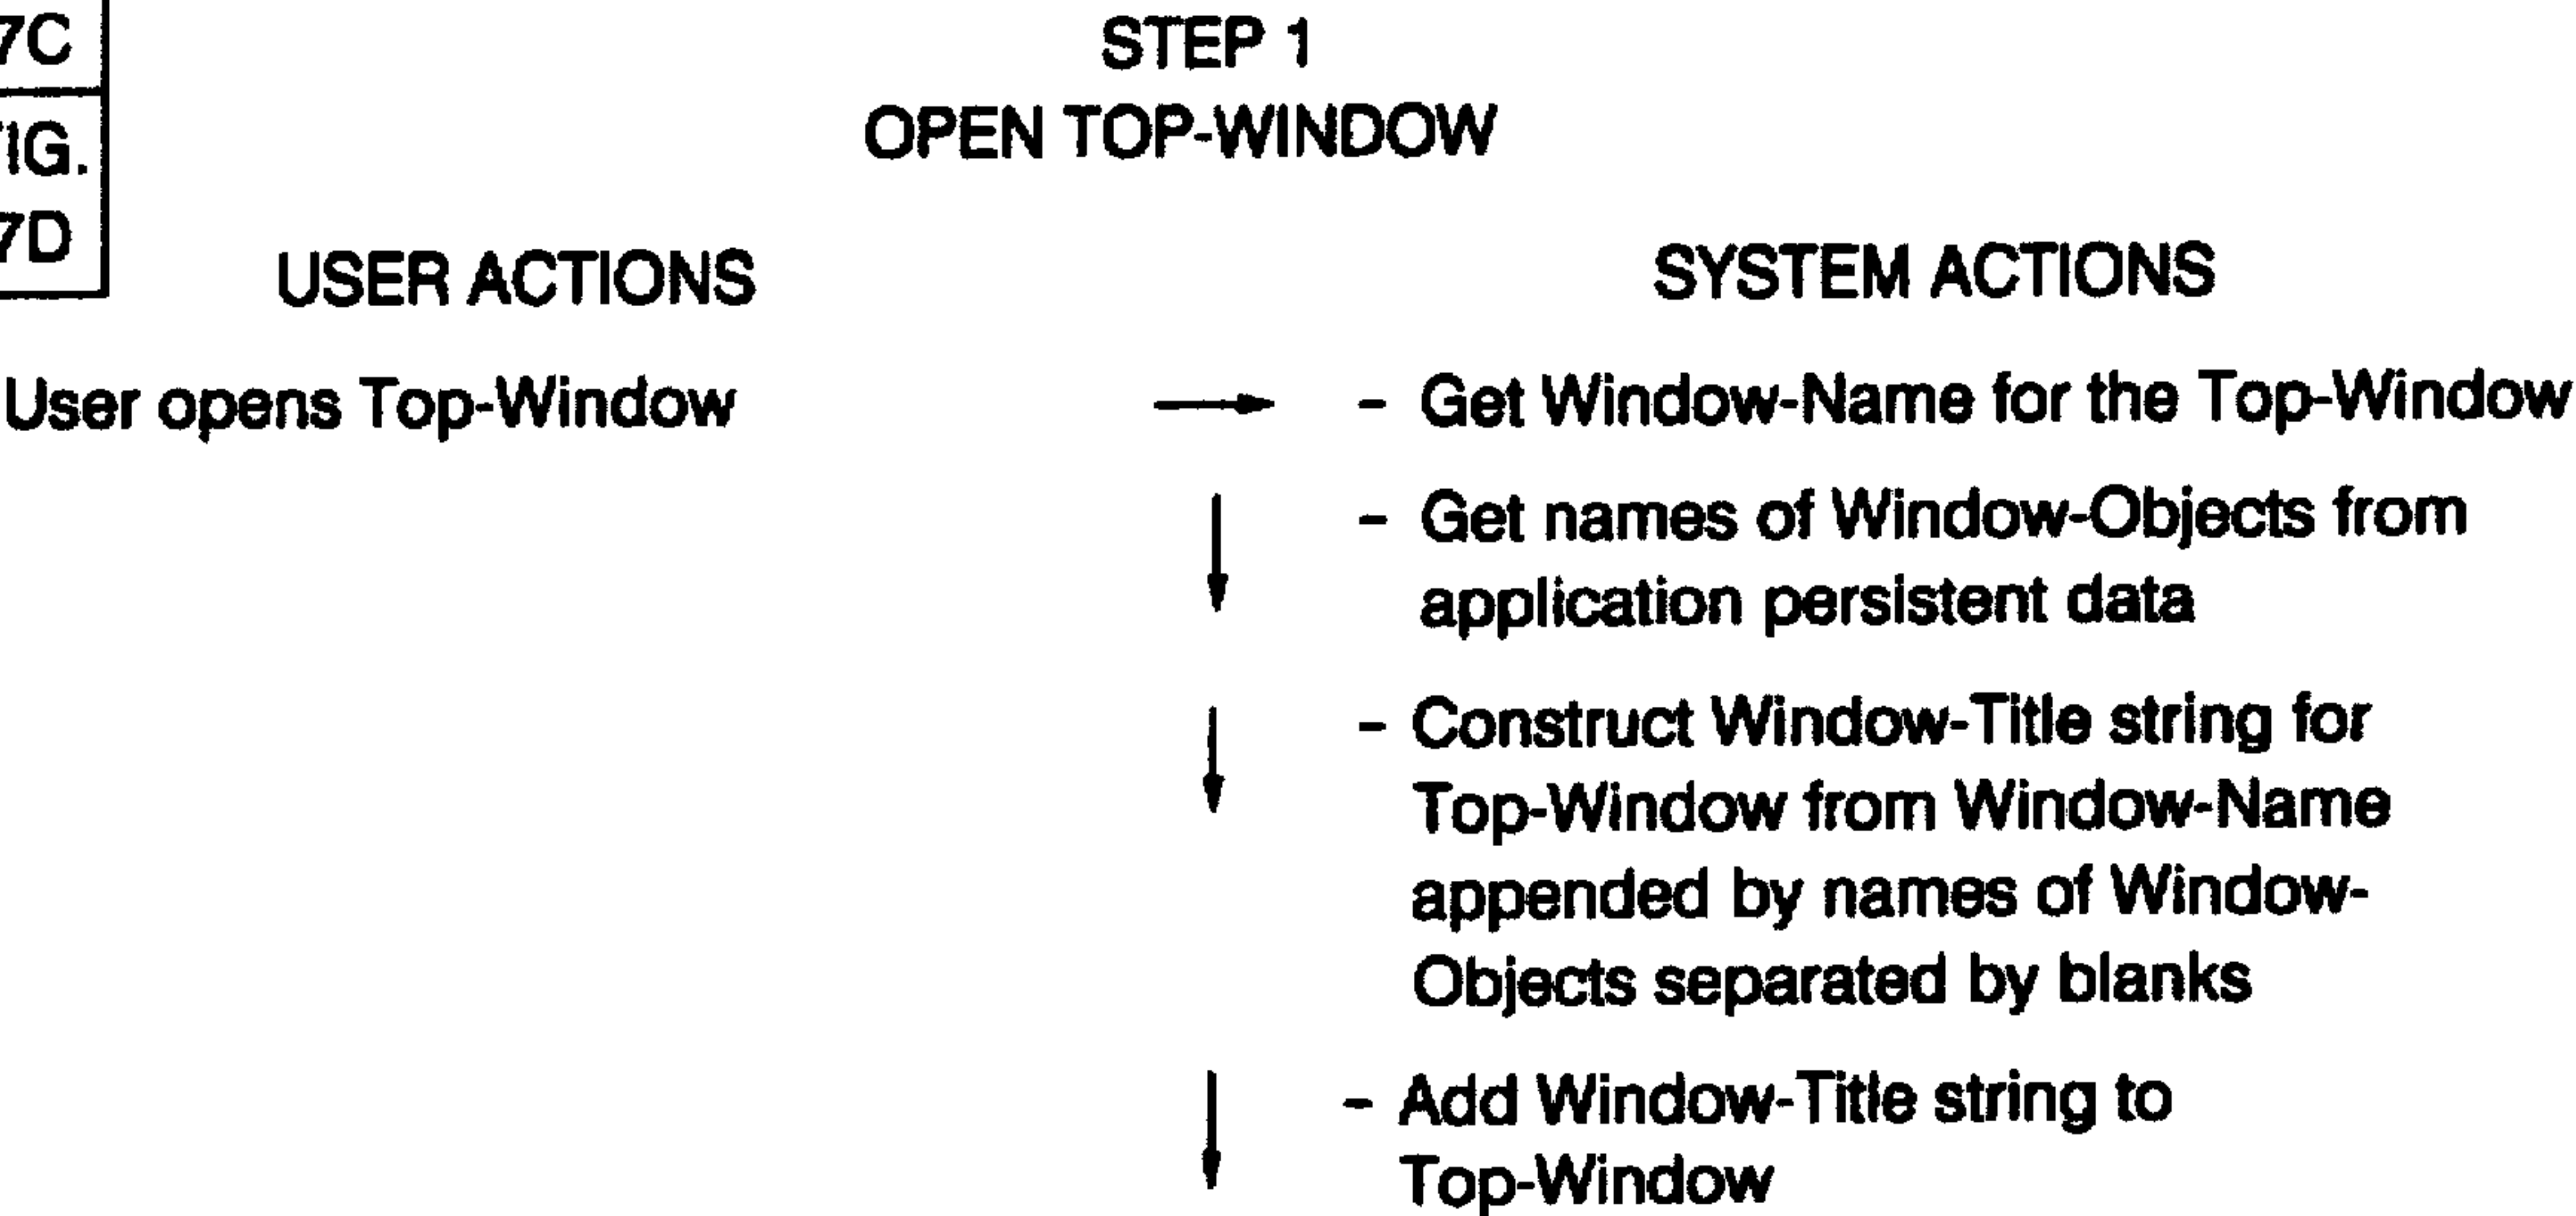 7C
FIG.
7D
STEP 1
OPEN TOP-WINDOW
USER ACTIONS
SYSTEM ACTIONS
User opens Top-Window
- Get Window-Name for the Top-Window
- Get names of Window-Objects from
application persistent data
- Construct Window-Title string for
Top-Window from Window-Name
appended by names of Window-
Objects separated by blanks
- Add Window-Title string to
Top-Window